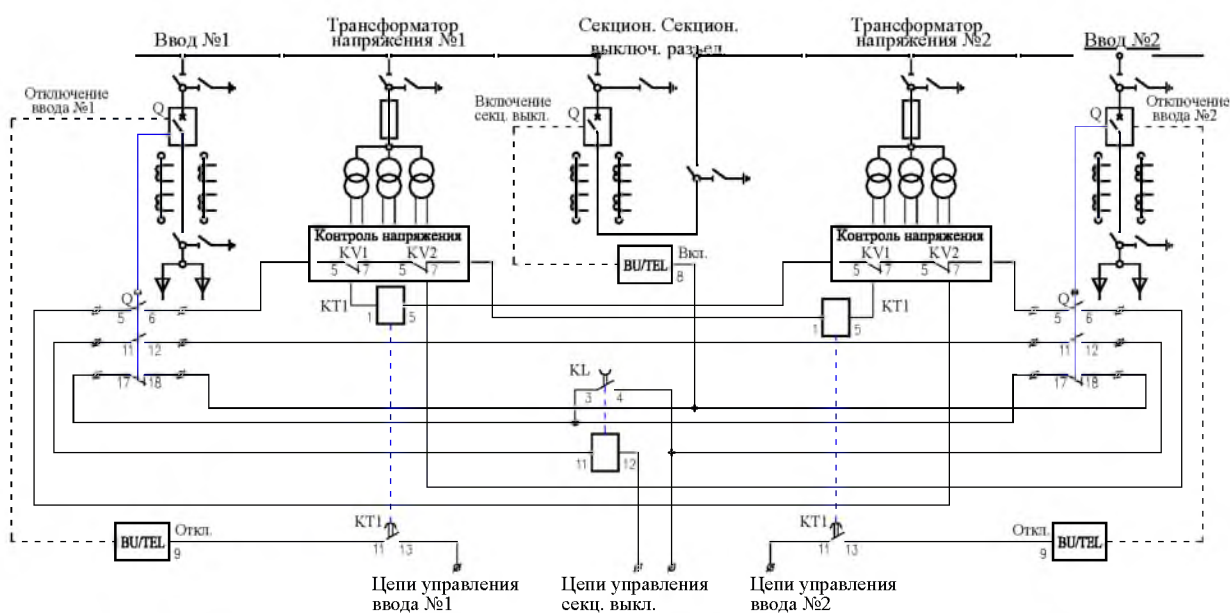 Ввод №1
Трансформатор
напряжения №1
Секцион. Секцион.
выключ. разъед.
Трансформатор
напряжения №2
Ввод №2
Отключение
ввода №1
Q
Включение
секц. выкл.
Q
Q
Отключение
ввода №2
Контроль напряжения
KV1 KV2
5 7 5 7
BU/TEL
Вкл.
8
Контроль напряжения
KV1 KV2
5 7 5 7
KT1
1 5
1 5
KT1
Q
5 6
11 12
17 18
Q
5 6
11 12
17 18
KL
3 4
11 12
BU/TEL
Откл.
9
KT1
11 13
KT1
11 13
Откл.
9
BU/TEL
Цепи управления
ввода №1
Цепи управления
секц. выкл.
Цепи управления
ввода №2